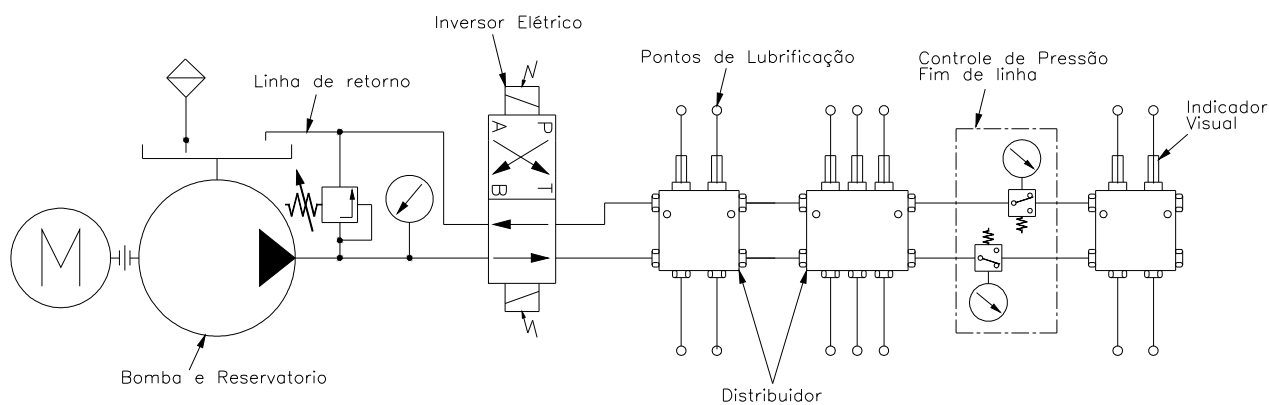 Inversor Elétrico
Pontos de Lubrificação
Controle de Pressão
Fim de linha
Linha de retorno
Indicador
Visual
A P
B T
M
Bomba e Reservatorio
Distribuidor